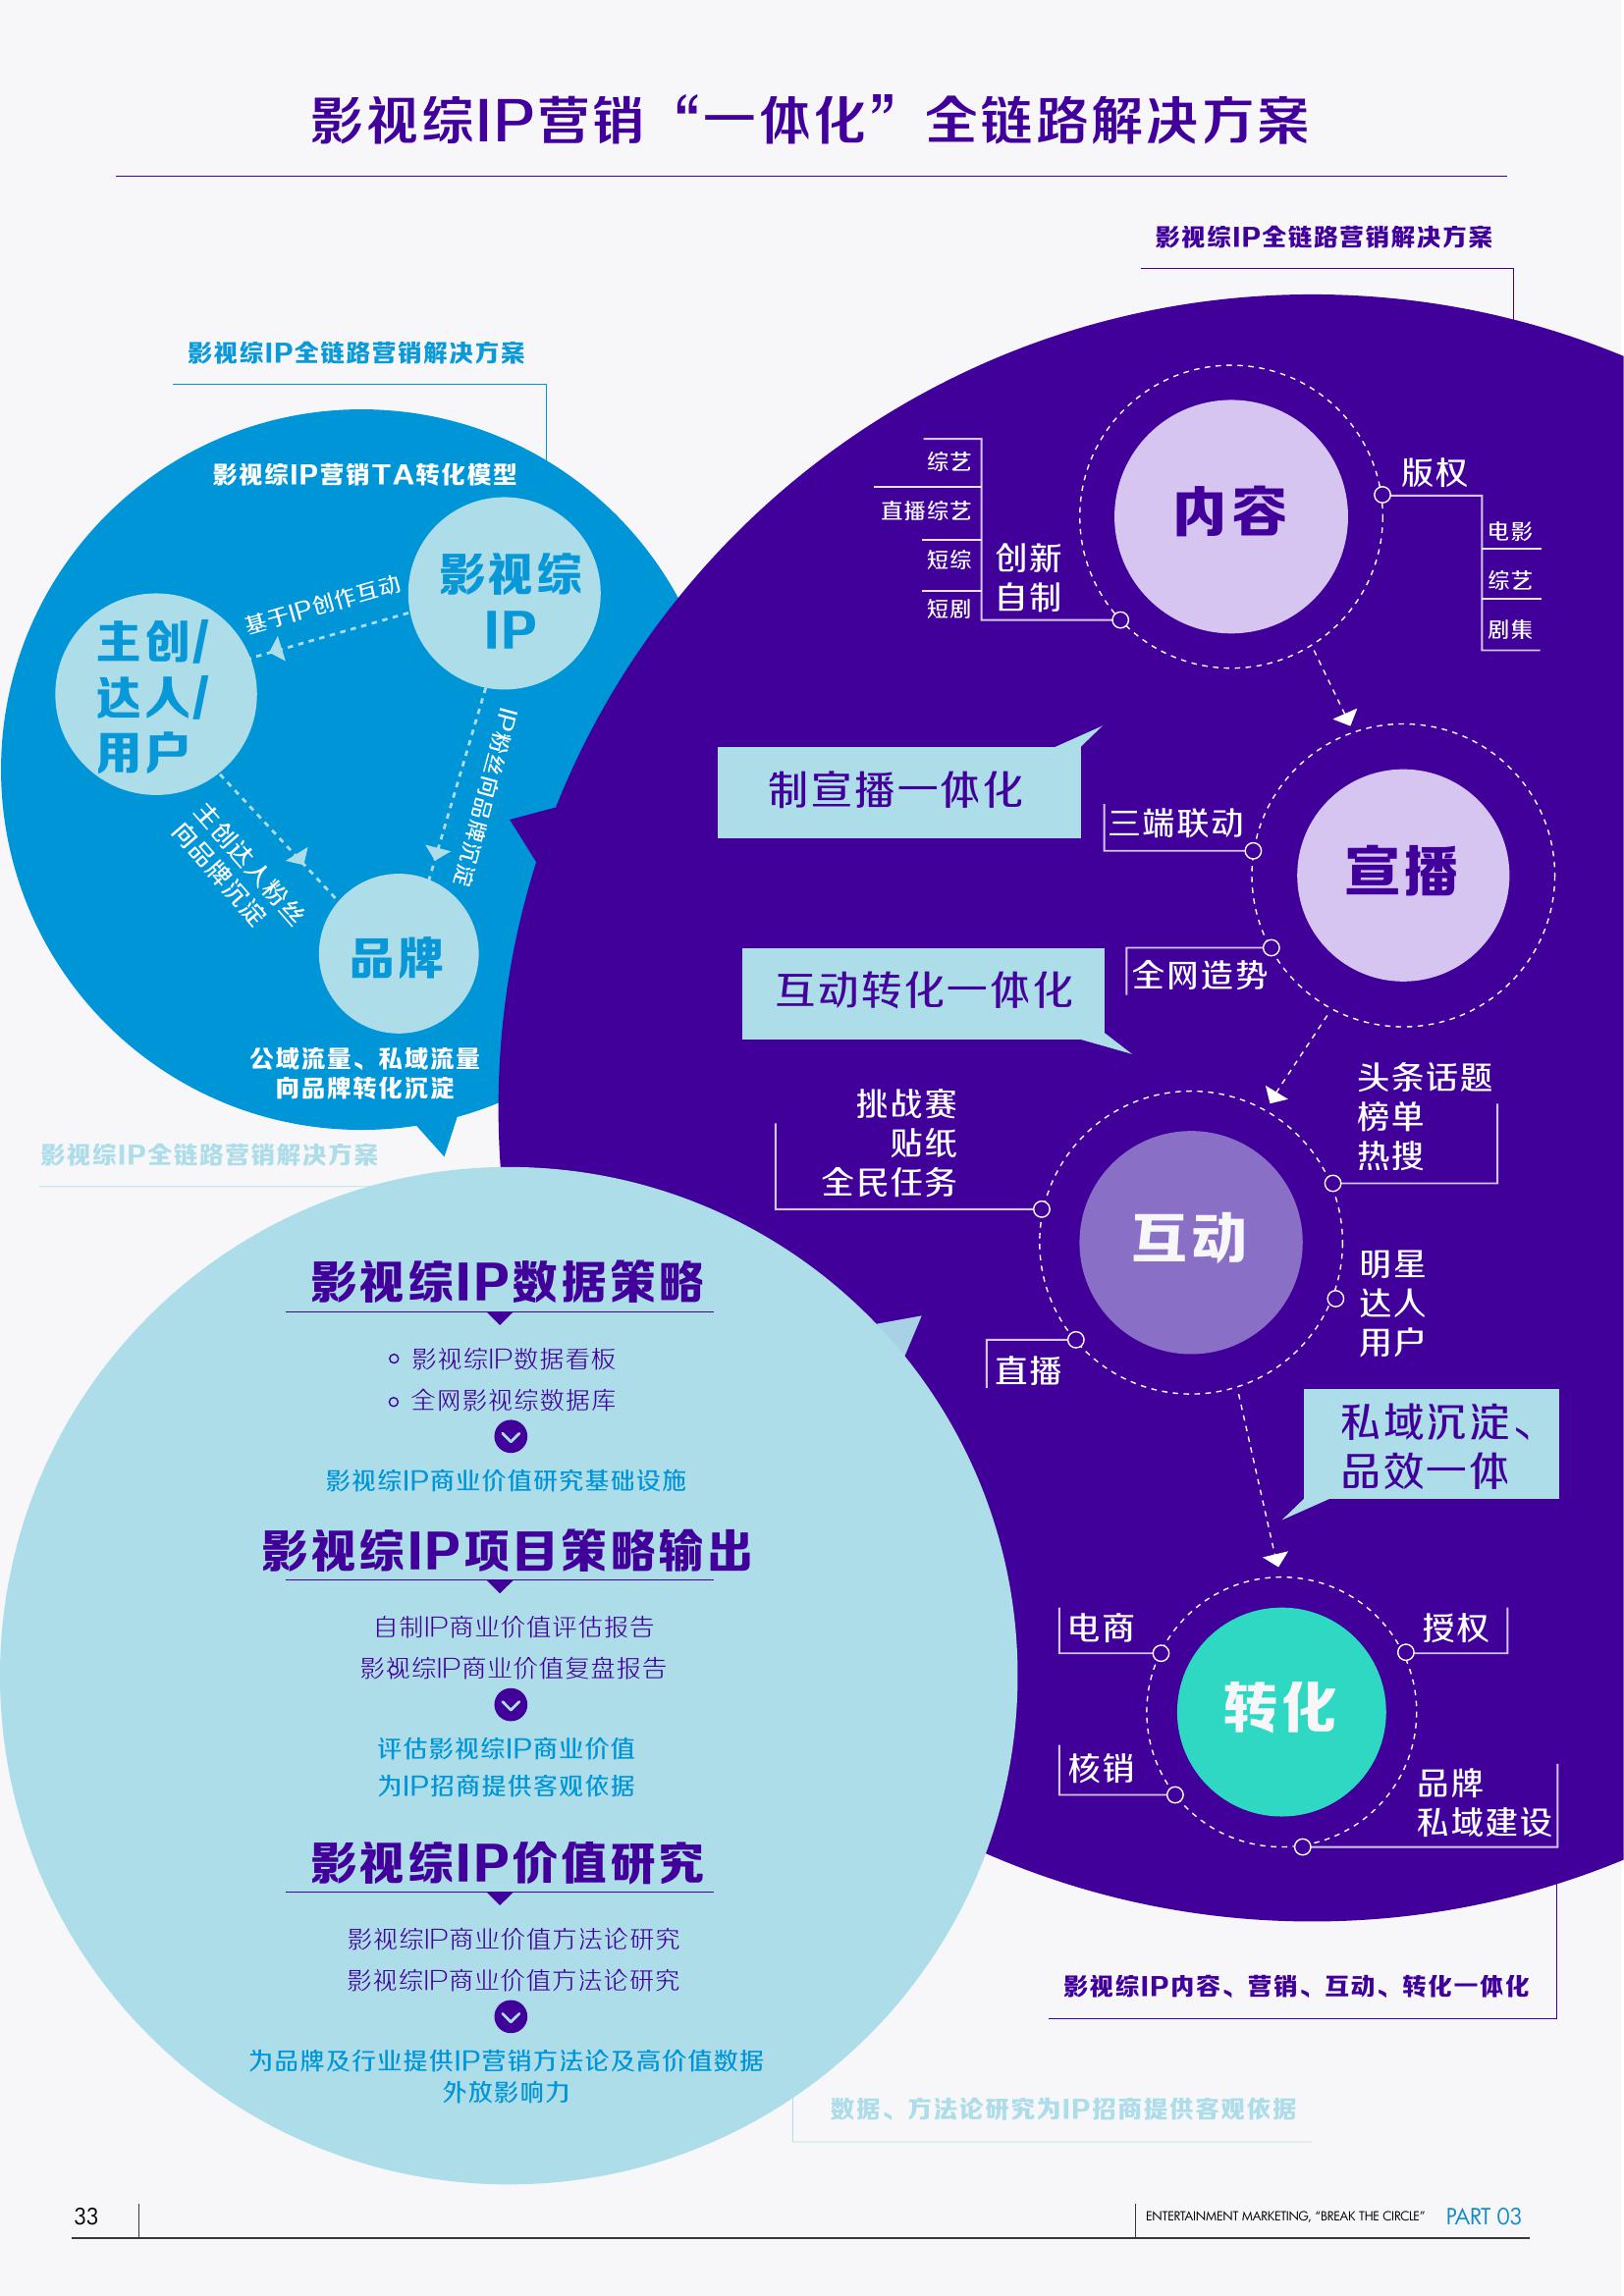 影视综IP营销“一体化”全链路解决方案
影视综IP全链路营销解决方案
影视综IP全链路营销解决方案
影视综IP营销TA转化模型
影视综
IP
基于IP创作互动
主创/
达人/
用户
IP粉丝向品牌沉淀
主创达人粉丝
向品牌沉淀
品牌
公域流量、私域流量
向品牌转化沉淀
内容
版权
电影
综艺
剧集
综艺
直播综艺
短综
短剧
创新
自制
制宣播一体化
三端联动
宣播
全网造势
互动转化一体化
头条话题
榜单
热搜
挑战赛
贴纸
全民任务
互动
明星
达人
用户
直播
私域沉淀、
品效一体
电商
授权
转化
核销
品牌
私域建设
影视综IP内容、营销、互动、转化一体化
影视综IP全链路营销解决方案
影视综IP数据策略
影视综IP数据看板
全网影视综数据库
影视综IP商业价值研究基础设施
影视综IP项目策略输出
自制IP商业价值评估报告
影视综IP商业价值复盘报告
评估影视综IP商业价值
为IP招商提供客观依据
影视综IP价值研究
影视综IP商业价值方法论研究
影视综IP商业价值方法论研究
为品牌及行业提供IP营销方法论及高价值数据
外放影响力
数据、方法论研究为IP招商提供客观依据
33
ENTERTAINMENT MARKETING, “BREAK THE CIRCLE” PART 03